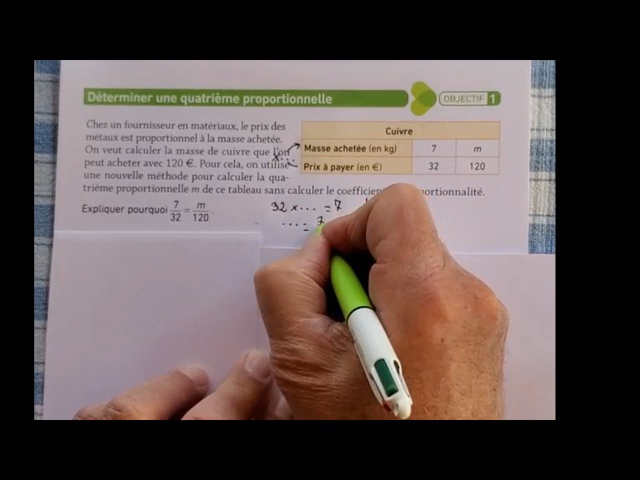 Déterminer une quatrième proportionnelle
OBJECTIF 1
Chez un fournisseur en matériaux, le prix des
métaux est proportionnel à la masse achetée.
On veut calculer la masse de cuivre que l'on
peut acheter avec 120 €. Pour cela, on utilise
une nouvelle méthode pour calculer la qua-
trième proportionnelle m de ce tableau sans calculer le coefficient portionnalité.
Cuivre
Masse achetée (en kg) 7 m
Prix à payer (en €) 32 120
x...
Expliquer pourquoi 7/32 = m/120.
32 x ... = 7
.... = 7